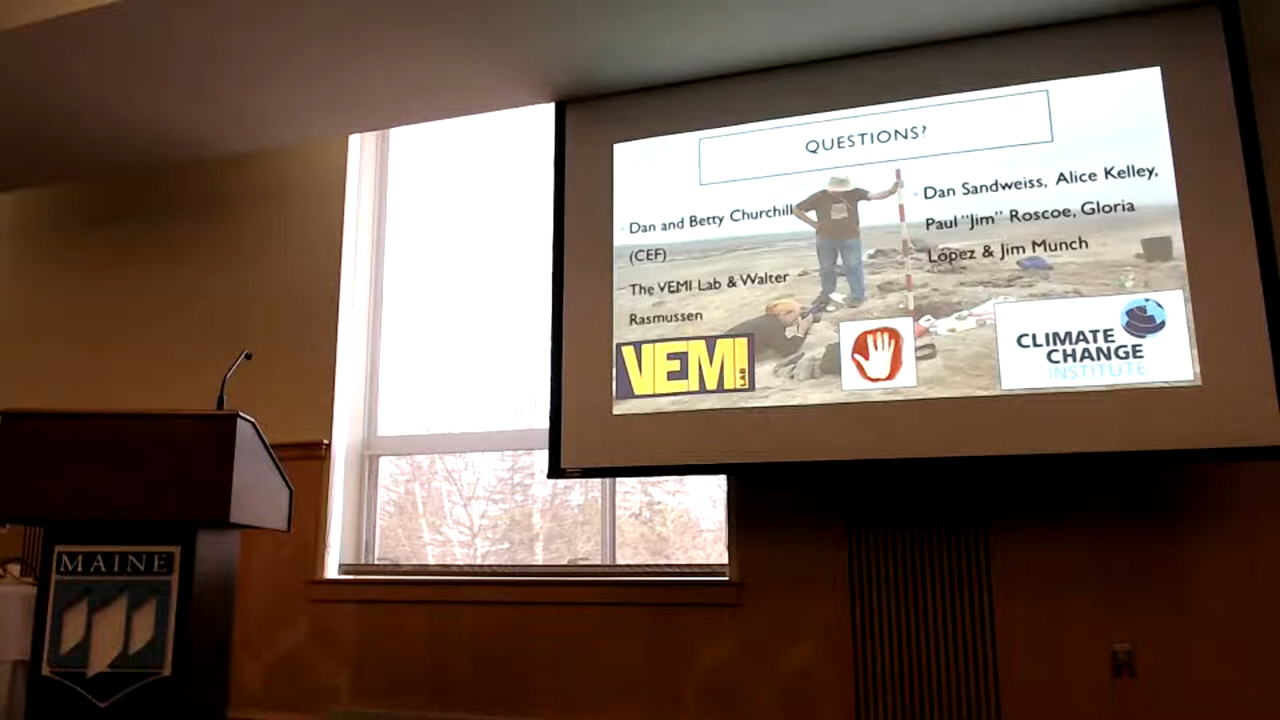 QUESTIONS?
Dan and Betty Churchill
(CEF)
The VEMI Lab & Walter
Rasmussen
Dan Sandweiss, Alice Kelley,
Paul "Jim" Roscoe, Gloria
Lopez & Jim Munch
VEMI LAB
CLIMATE
CHANGE
INSTITUTE
MAINE